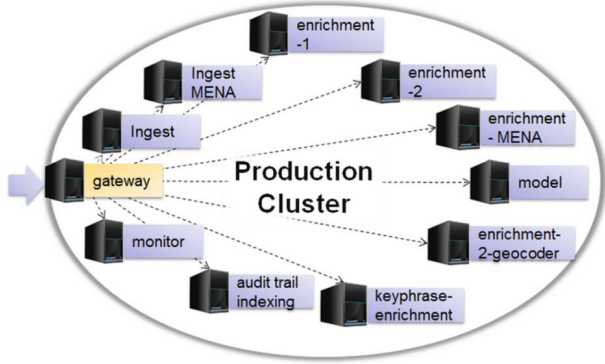 enrichment
-1
Ingest
MENA
enrichment
-2
Ingest
enrichment
- MENA
gateway
Production
Cluster
model
monitor
enrichment-
2-geocoder
audit trail
indexing
keyphrase-
enrichment